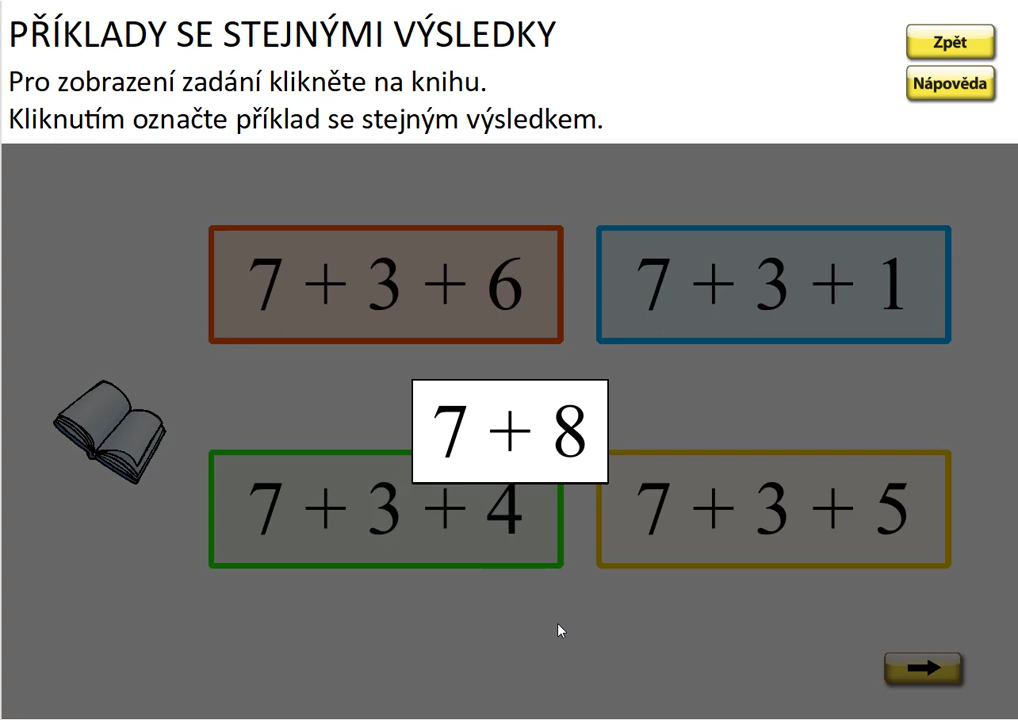 PŘÍKLADY SE STEJNÝMI VÝSLEDKY
Zpět
Pro zobrazení zadání klikněte na knihu.
Nápověda
Kliknutím označte příklad se stejným výsledkem.
7 + 3 + 6
7 + 3 + 1
7 + 8
7 + 3 + 4
7 + 3 + 5